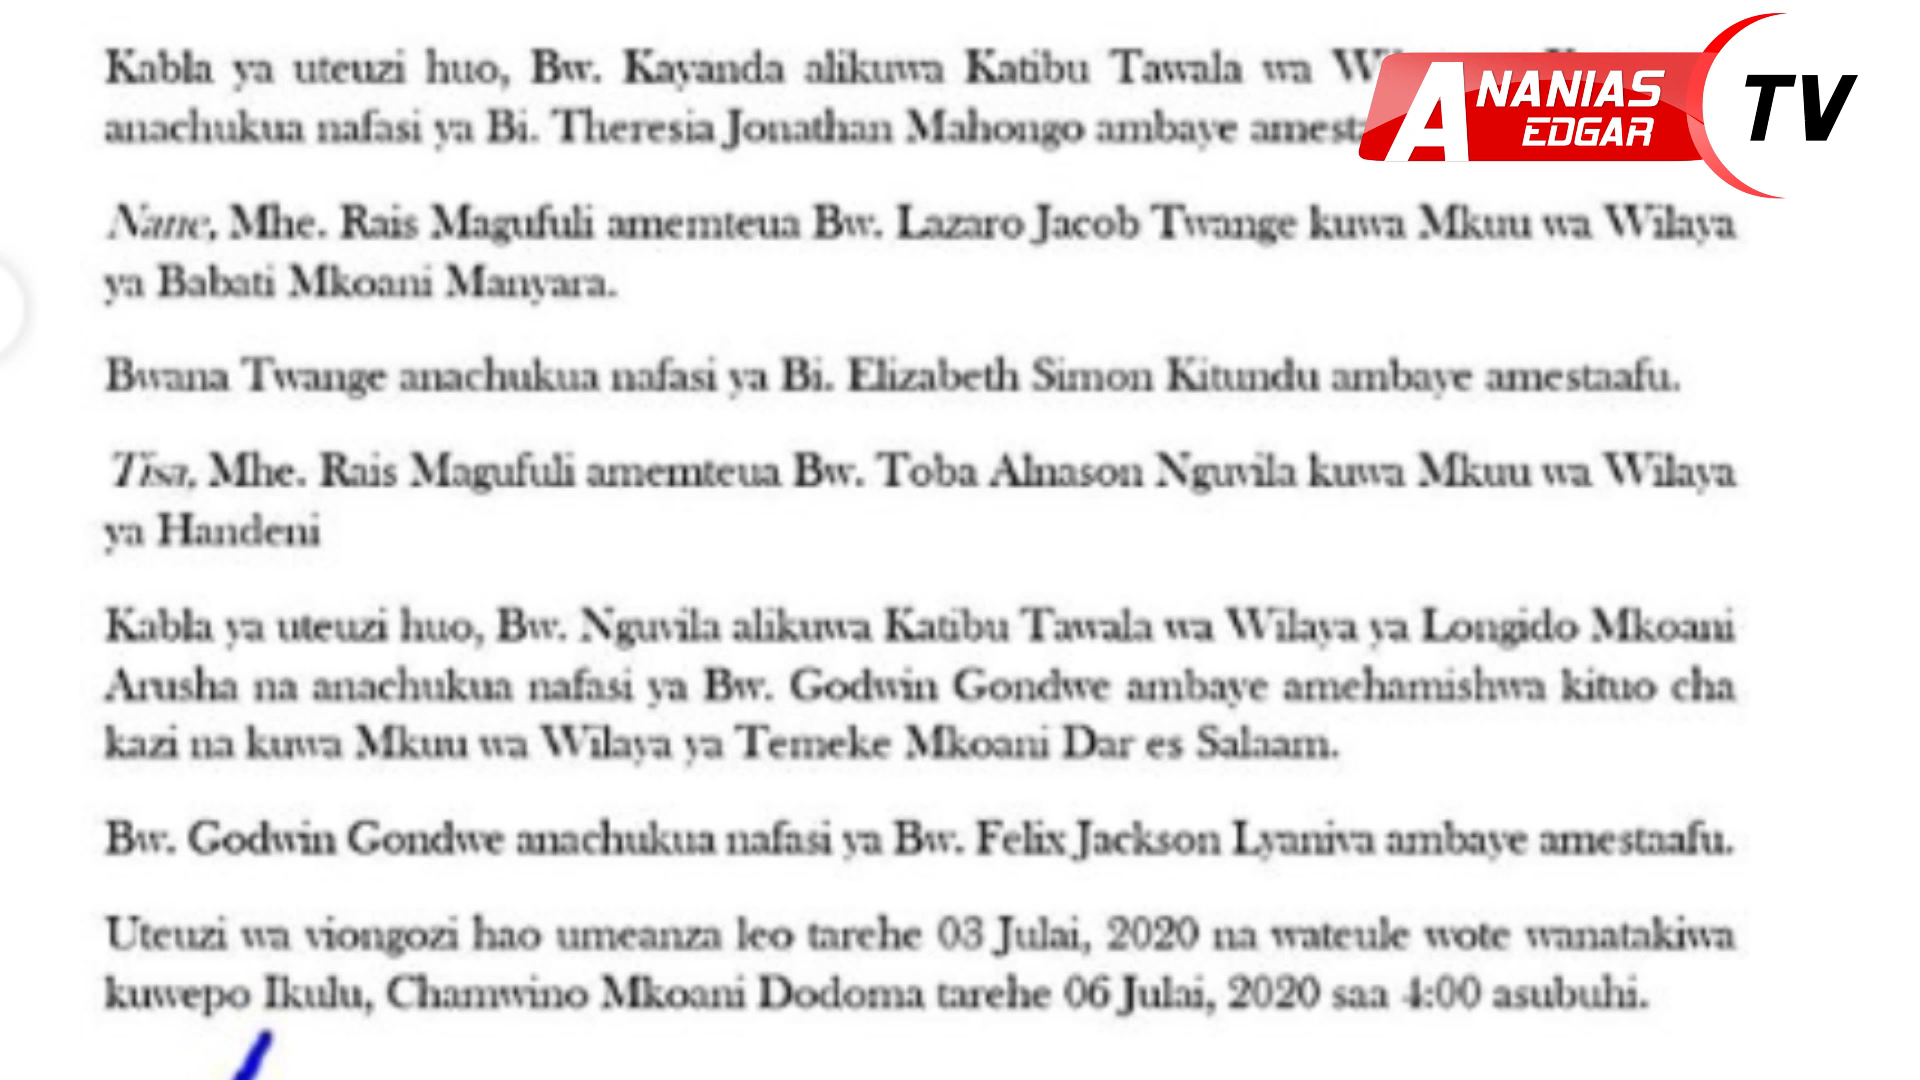 Kabla ya uteuzi huo, Bw. Kayanda alikuwa Katibu Tawala wa
anachukua nafasi ya Bi. Theresia Jonathan Mahongo ambaye
ANANIAS
EDGAR
TV
Nane, Mhe. Rais Magufuli amemteua Bw. Lazaro Jacob Twange kuwa Mkuu wa Wilaya
ya Babati Mkoani Manyara.
Bwana Twange anachukua nafasi ya Bi. Elizabeth Simon Kitundu ambaye amestaafu.
Tisa, Mhe. Rais Magufuli amemteua Bw. Toba Alnason Nguvila kuwa Mkuu wa Wilaya
ya Handeni
Kabla ya uteuzi huo, Bw. Nguvila alikuwa Katibu Tawala wa Wilaya ya Longido Mkoani
Arusha na anachukua nafasi ya Bw. Godwin Gondwe ambaye amehamishwa kituo cha
kazi na kuwa Mkuu wa Wilaya ya Temeke Mkoani Dar es Salaam.
Bw. Godwin Gondwe anachukua nafasi ya Bw. Felix Jackson Lyaniva ambaye amestaafu.
Uteuzi wa viongozi hao umeanza leo tarehe 03 Julai, 2020 na wateule wote wanatakiwa
kuwepo Ikulu, Chamwino Mkoani Dodoma tarehe 06 Julai, 2020 saa 4:00 asubuhi.